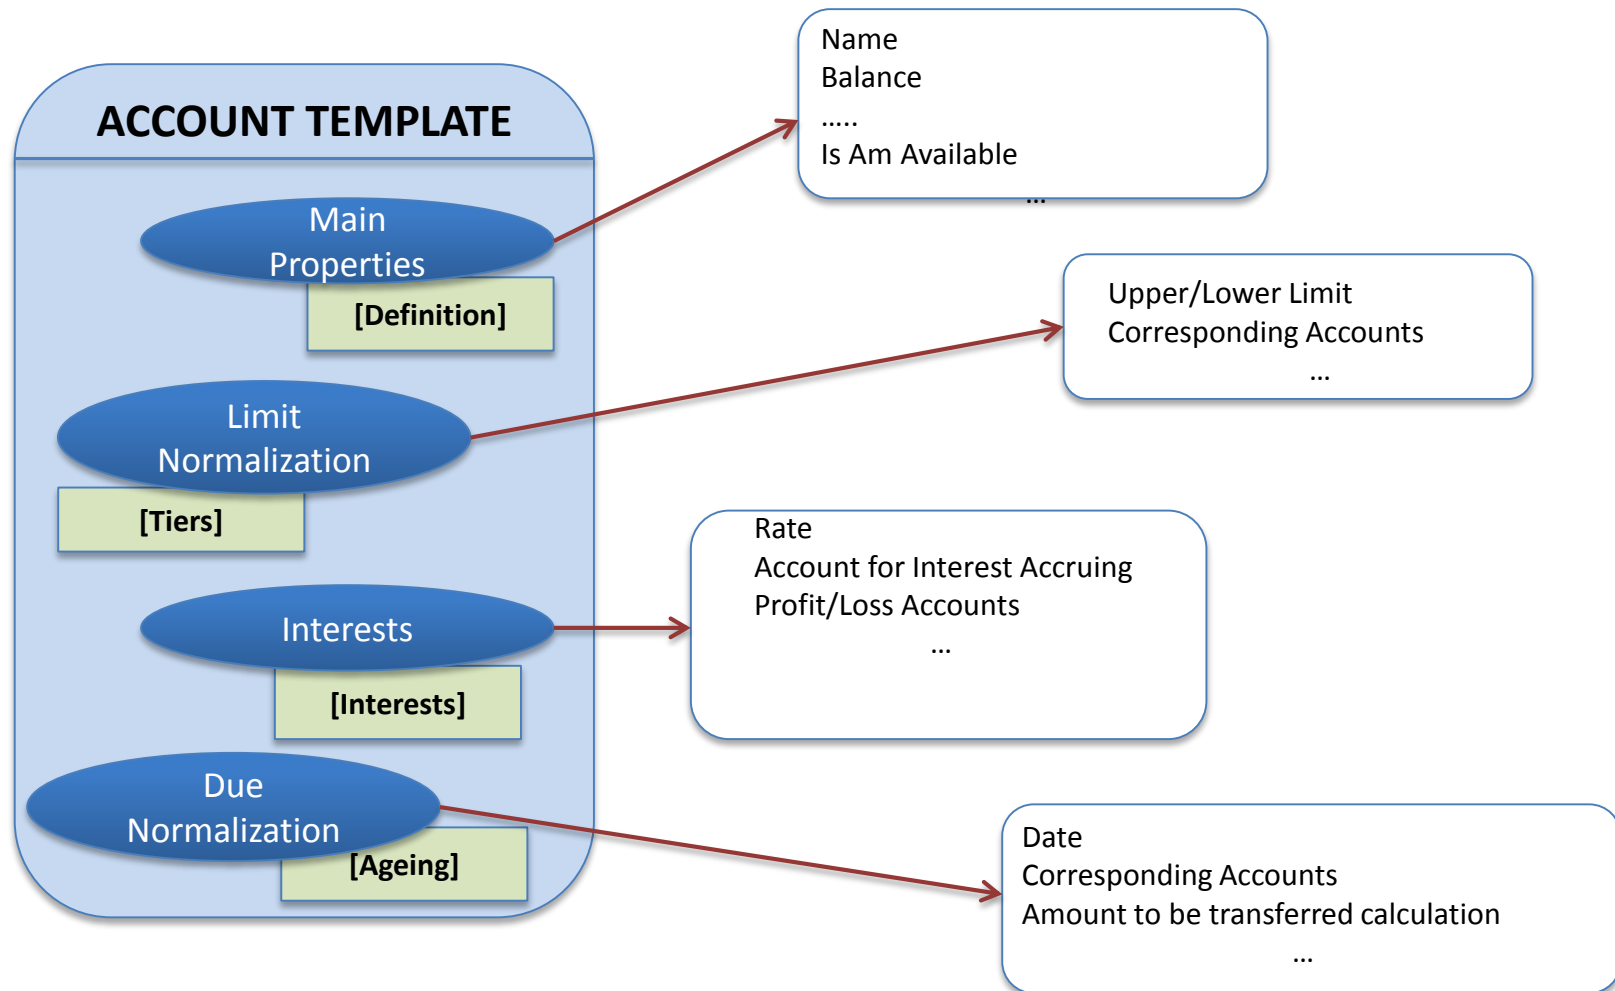 ACCOUNT TEMPLATE
Main
Properties
[Definition]
Limit
Normalization
[Tiers]
Interests
[Interests]
Due
Normalization
[Ageing]
Name
Balance
.....
Is Am Available
...
Upper/Lower Limit
Corresponding Accounts
...
Rate
Account for Interest Accruing
Profit/Loss Accounts
...
Date
Corresponding Accounts
Amount to be transferred calculation
...